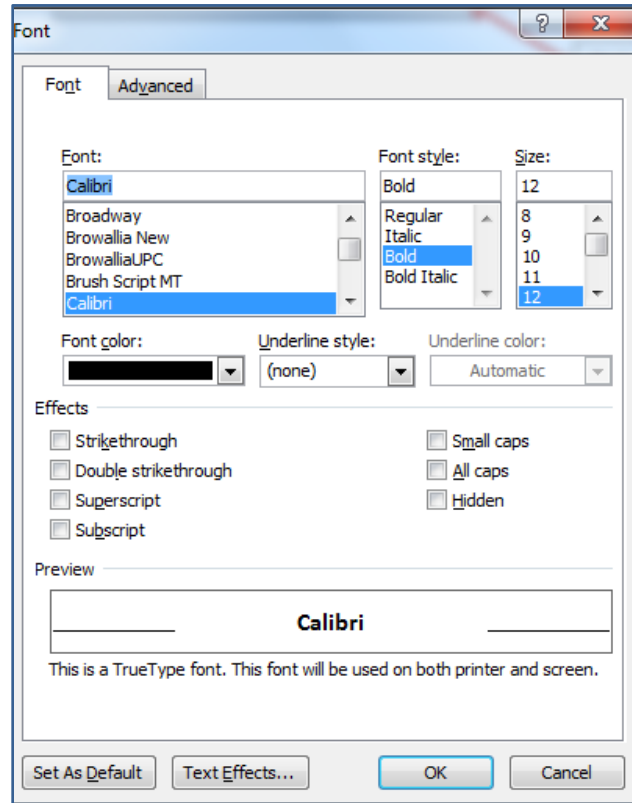 Font
?
X
Font Advanced
Font: Font style: Size:
Calibri Bold 12
Broadway Regular 8
Browallia New Italic 9
BrowalliaUPC Bold 10
Brush Script MT Bold Italic 11
Calibri 12
Font color: Underline style: Underline color:
(none) Automatic
Effects
Strikethrough Small caps
Double strikethrough All caps
Superscript Hidden
Subscript
Preview
Calibri
This is a TrueType font. This font will be used on both printer and screen.
Set As Default Text Effects... OK Cancel